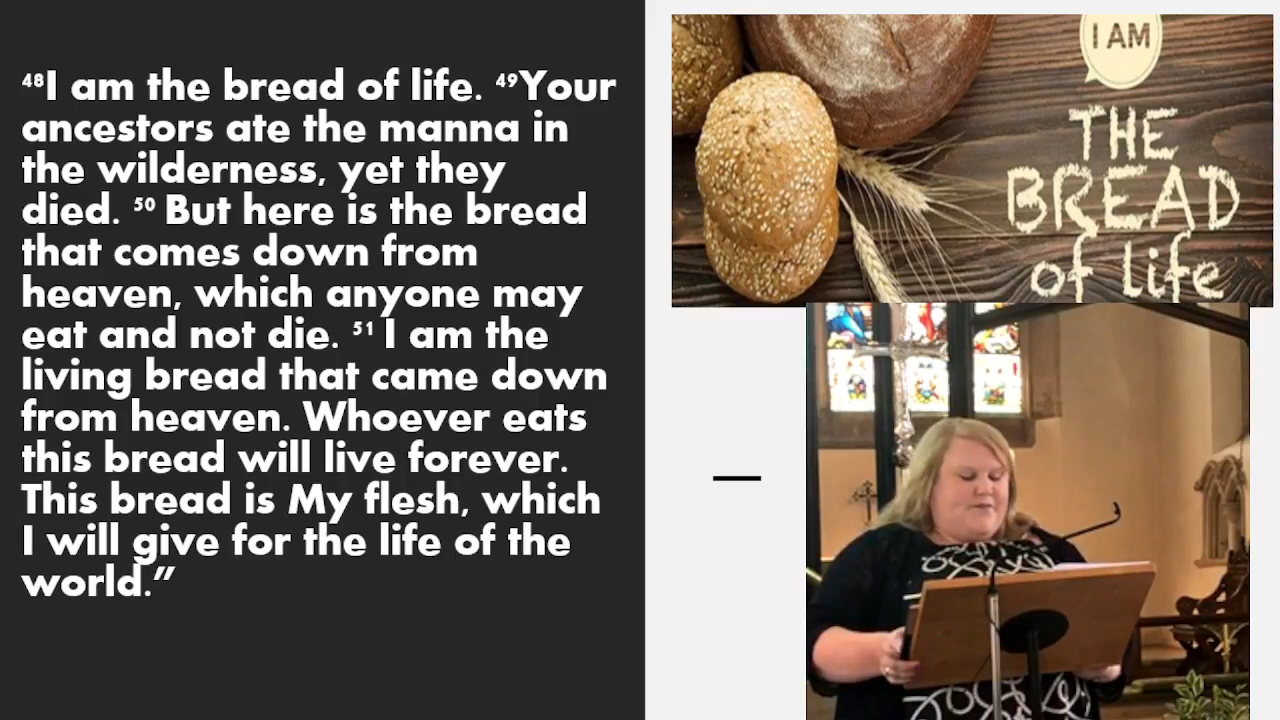 ⁴⁸I am the bread of life. ⁴⁹Your
ancestors ate the manna in
the wilderness, yet they
died. ⁵⁰ But here is the bread
that comes down from
heaven, which anyone may
eat and not die. ⁵¹ I am the
living bread that came down
from heaven. Whoever eats
this bread will live forever.
This bread is My flesh, which
I will give for the life of the
world.”
I AM
THE
BREAD
of life